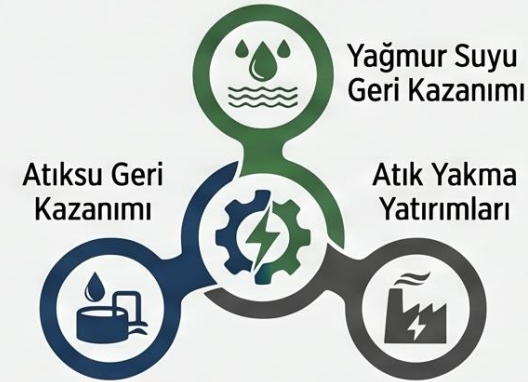 Yağmur Suyu
Geri Kazanımı
Atıksu Geri
Kazanımı
Atık Yakma
Yatırımları